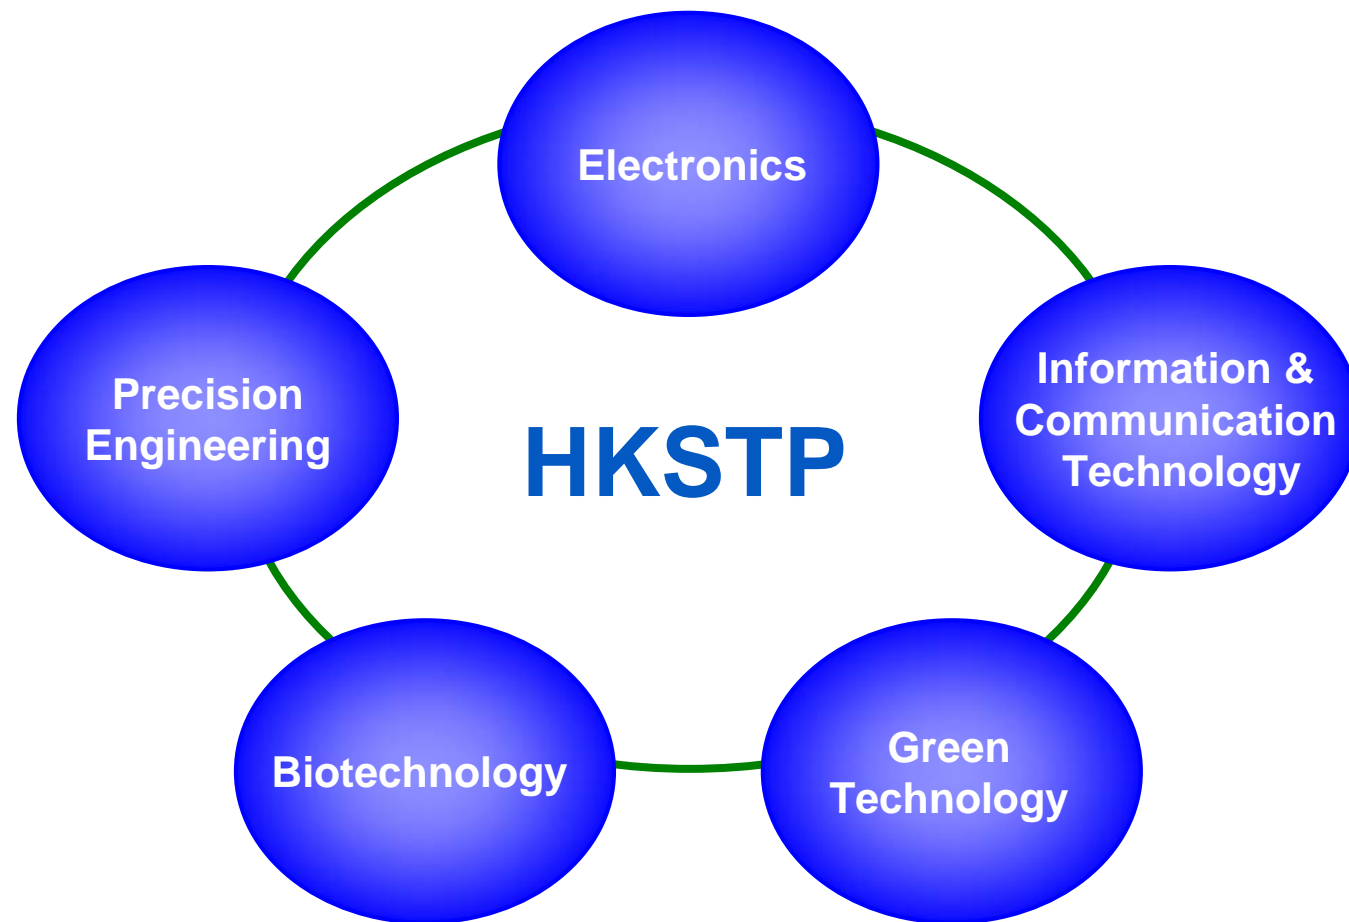 Electronics
Information &
Communication
Technology
Precision
Engineering
HKSTP
Green
Technology
Biotechnology